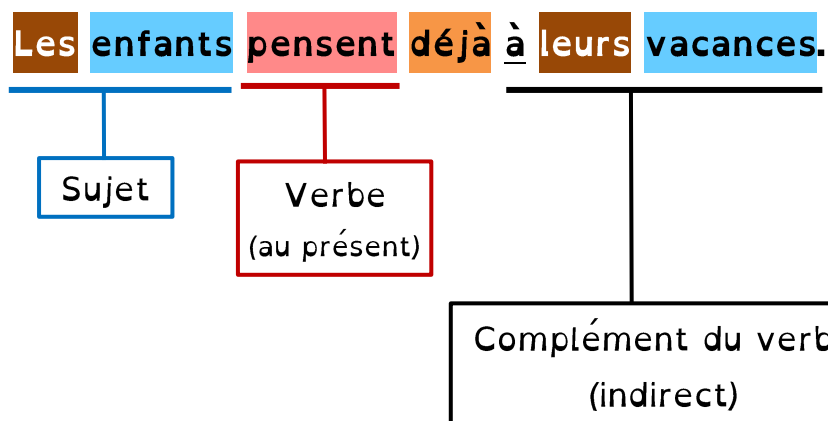 Les enfants pensent déjà à leurs vacances.
Sujet
Verbe
(au présent)
Complément du verb
(indirect)